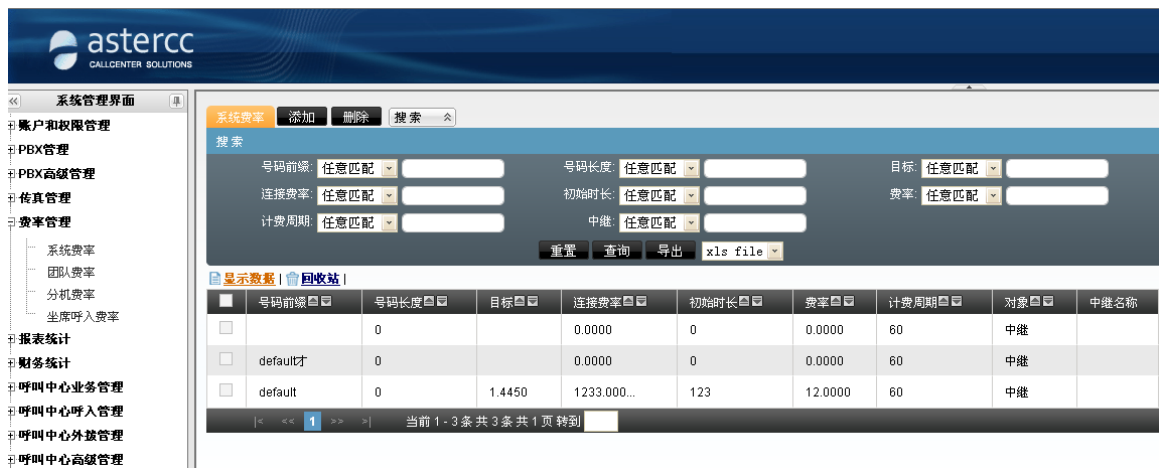 astercc
CALLCENTER SOLUTIONS
系统管理界面
账户和权限管理
PBX管理
PBX高级管理
传真管理
费率管理
系统费率
团队费率
分机费率
坐席呼入费率
报表统计
财务统计
呼叫中心业务管理
呼叫中心呼入管理
呼叫中心外拨管理
呼叫中心高级管理
系统费率 添加 删除 搜索
搜索
号码前缀: 任意匹配 号码长度: 任意匹配 目标: 任意匹配
连接费率: 任意匹配 初始时长: 任意匹配 费率: 任意匹配
计费周期: 任意匹配 中继: 任意匹配
重置 查询 导出 xls file
显示数据 | 回收站 |
号码前缀 号码长度 目标 连接费率 初始时长 费率 计费周期 对象 中继名称
0 0.0000 0 0.0000 60 中继
default才 0 0.0000 0 0.0000 60 中继
default 0 1.4450 1233.000... 123 12.0000 60 中继
|< << 1 >> >| 当前 1 - 3 条 共 3 条 共 1 页 转到